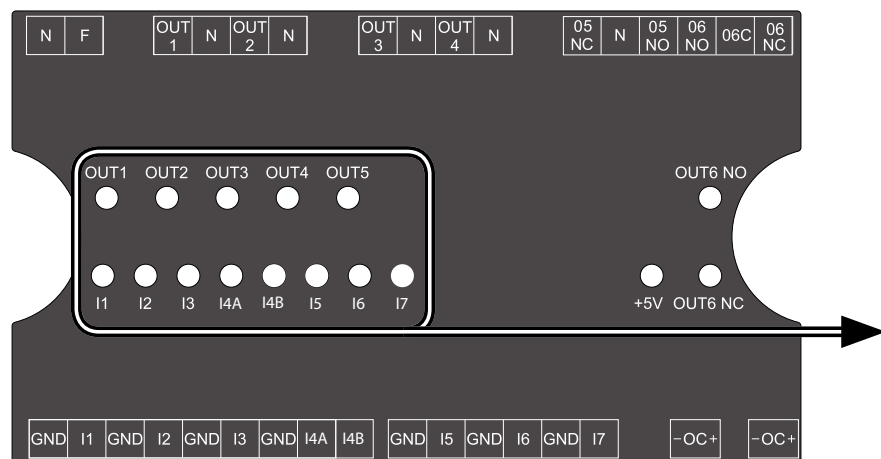 N F OUT 1 N OUT 2 N OUT 3 N OUT 4 N 05 NC N 05 NO 06 NO 06C 06 NC
OUT1 OUT2 OUT3 OUT4 OUT5 OUT6 NO
I1 I2 I3 I4A I4B I5 I6 I7 +5V OUT6 NC
GND I1 GND I2 GND I3 GND I4A I4B GND I5 GND I6 GND I7 −OC+ −OC+